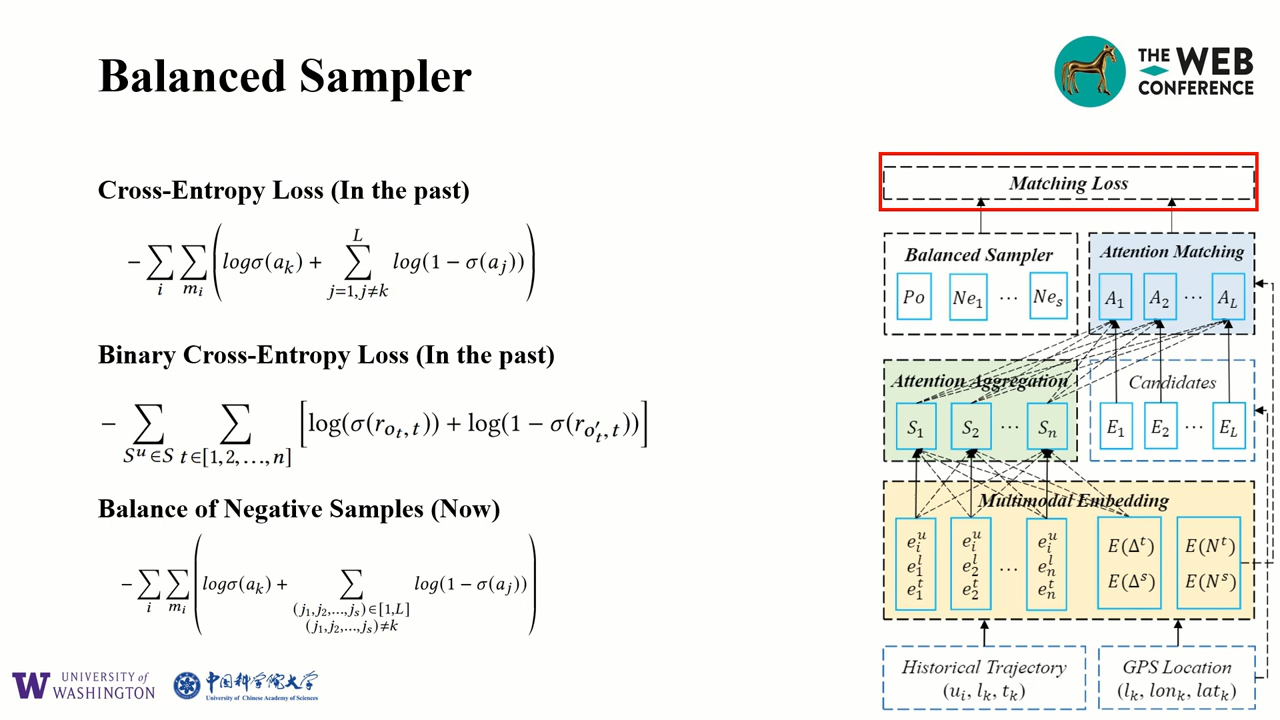 Balanced Sampler
THE WEB
CONFERENCE
Cross-Entropy Loss (In the past)
− ∑_i ∑_{m_i} ( logσ(a_k) + ∑_{j=1,j≠k}^{L} log(1 − σ(a_j)) )
Binary Cross-Entropy Loss (In the past)
− ∑_{S^u∈S} ∑_{t∈[1,2,…,n]} [log(σ(r_{o_t,t})) + log(1 − σ(r_{o'_t,t}))]
Balance of Negative Samples (Now)
− ∑_i ∑_{m_i} ( logσ(a_k) + ∑_{(j_1,j_2,…,j_s)∈[1,L] (j_1,j_2,…,j_s)≠k} log(1 − σ(a_j)) )
Matching Loss
Balanced Sampler
Po Ne_1 ⋯ Ne_s
Attention Matching
A_1 A_2 ⋯ A_L
Attention Aggregation
S_1 S_2 ⋯ S_n
Candidates
E_1 E_2 ⋯ E_L
Multimodal Embedding
e_i^u e_i^u e_i^u
e_1^l e_2^l ⋯ e_n^l
e_1^t e_2^t e_n^t
E(Δ^t) E(N^t)
E(Δ^s) E(N^s)
Historical Trajectory
(u_i, l_k, t_k)
GPS Location
(l_k, lon_k, lat_k)
W UNIVERSITY of
WASHINGTON
中国科学院大学
University of Chinese Academy of Sciences